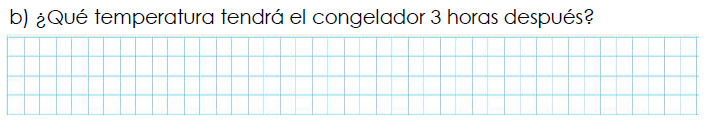 b) ¿Qué temperatura tendrá el congelador 3 horas después?